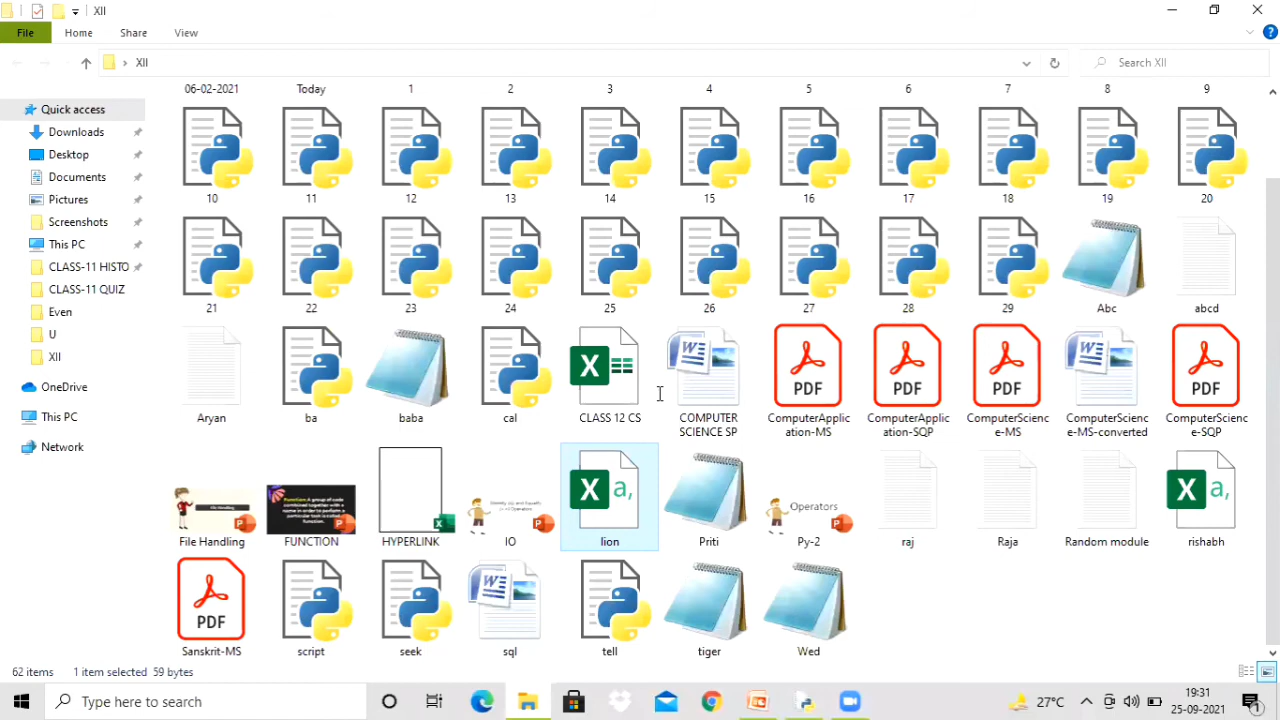 XII
File Home Share View
XII
Search XII
Quick access
Downloads
Desktop
Documents
Pictures
Screenshots
This PC
CLASS-11 HISTO
CLASS-11 QUIZ
Even
U
XII
OneDrive
This PC
Network
06-02-2021 Today 1 2 3 4 5 6 7 8 9
10 11 12 13 14 15 16 17 18 19 20
21 22 23 24 25 26 27 28 29 Abc abcd
Aryan ba baba cal CLASS 12 CS COMPUTER SCIENCE SP ComputerApplic ation-MS ComputerApplic ation-SQP ComputerScienc e-MS ComputerScienc e-MS-converted ComputerScienc e-SQP
File Handling FUNCTION HYPERLINK IO lion Priti Py-2 raj Raja Random module rishabh
Sanskrit-MS script seek sql tell tiger Wed
PDF
PDF
PDF
PDF
PDF
Operators
62 items 1 item selected 59 bytes
Type here to search
27°C
19:31
25-09-2021